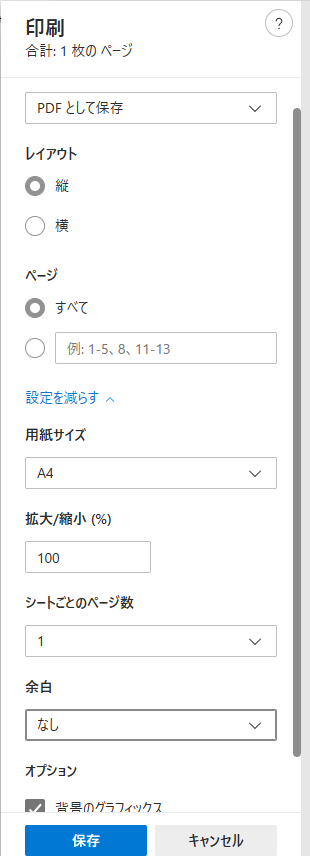 印刷
?
合計: 1 枚の ページ
PDF として保存
レイアウト
縦
横
ページ
すべて
例: 1-5、8、11-13
設定を減らす
用紙サイズ
A4
拡大/縮小 (%)
100
シートごとのページ数
1
余白
なし
オプション
背景のグラフィックス
保存
キャンセル